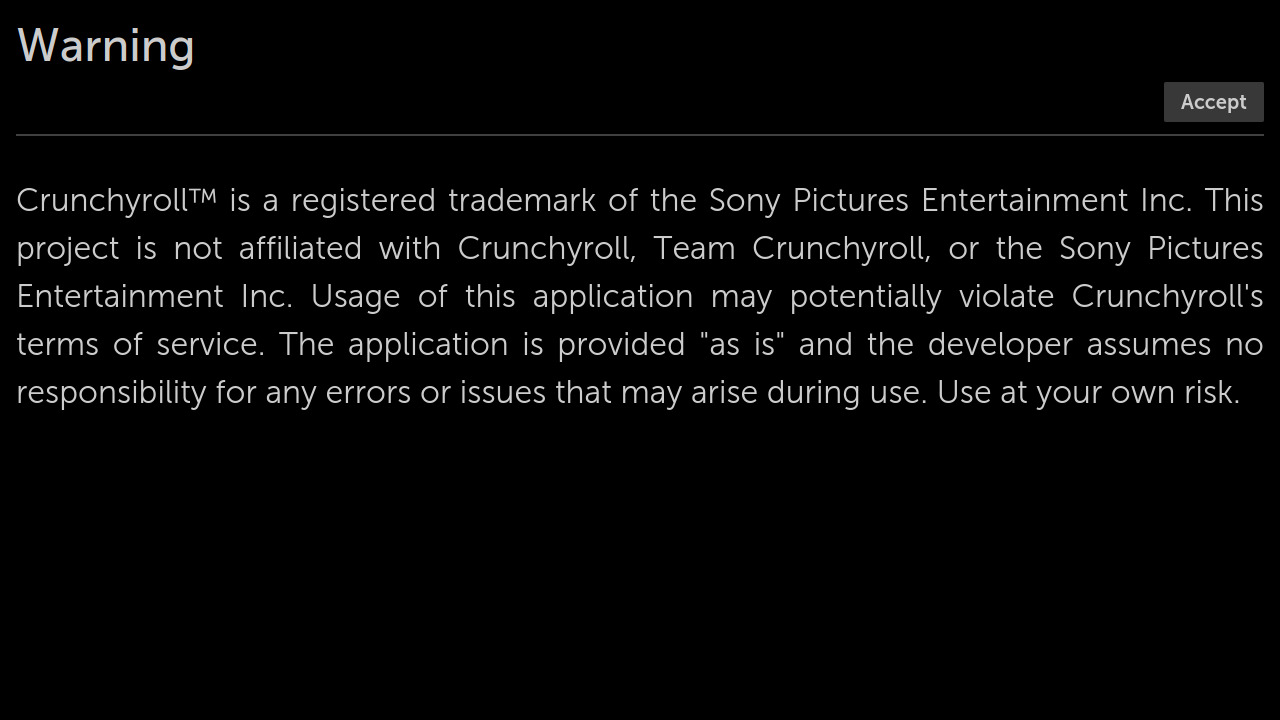 Warning
Accept
Crunchyroll™ is a registered trademark of the Sony Pictures Entertainment Inc. This
project is not affiliated with Crunchyroll, Team Crunchyroll, or the Sony Pictures
Entertainment Inc. Usage of this application may potentially violate Crunchyroll's
terms of service. The application is provided "as is" and the developer assumes no
responsibility for any errors or issues that may arise during use. Use at your own risk.